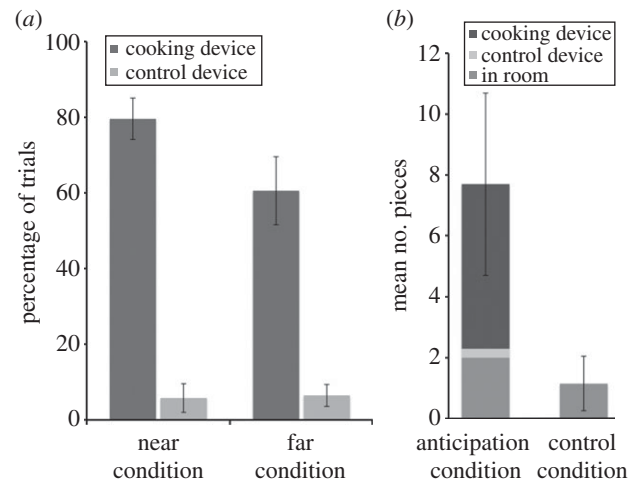 (a)
100
80
60
40
20
0
percentage of trials
cooking device
control device
near
condition
far
condition
(b)
12
10
8
6
4
2
0
mean no. pieces
cooking device
control device
in room
anticipation
condition
control
condition